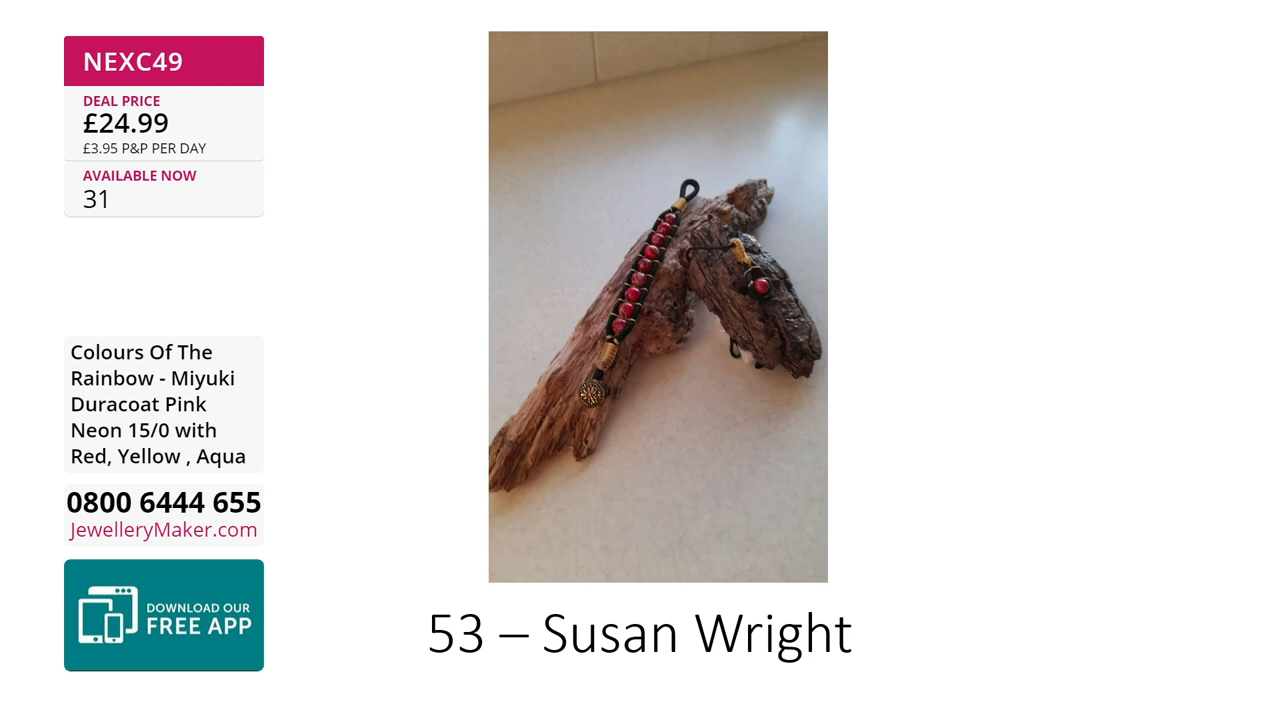 NEXC49
DEAL PRICE
£24.99
£3.95 P&P PER DAY
AVAILABLE NOW
31
Colours Of The
Rainbow - Miyuki
Duracoat Pink
Neon 15/0 with
Red, Yellow , Aqua
0800 6444 655
JewelleryMaker.com
DOWNLOAD OUR
FREE APP
53 – Susan Wright